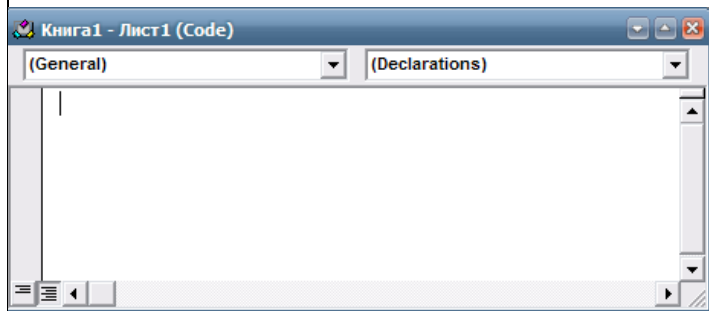 Книга1 - Лист1 (Code)
(General) (Declarations)